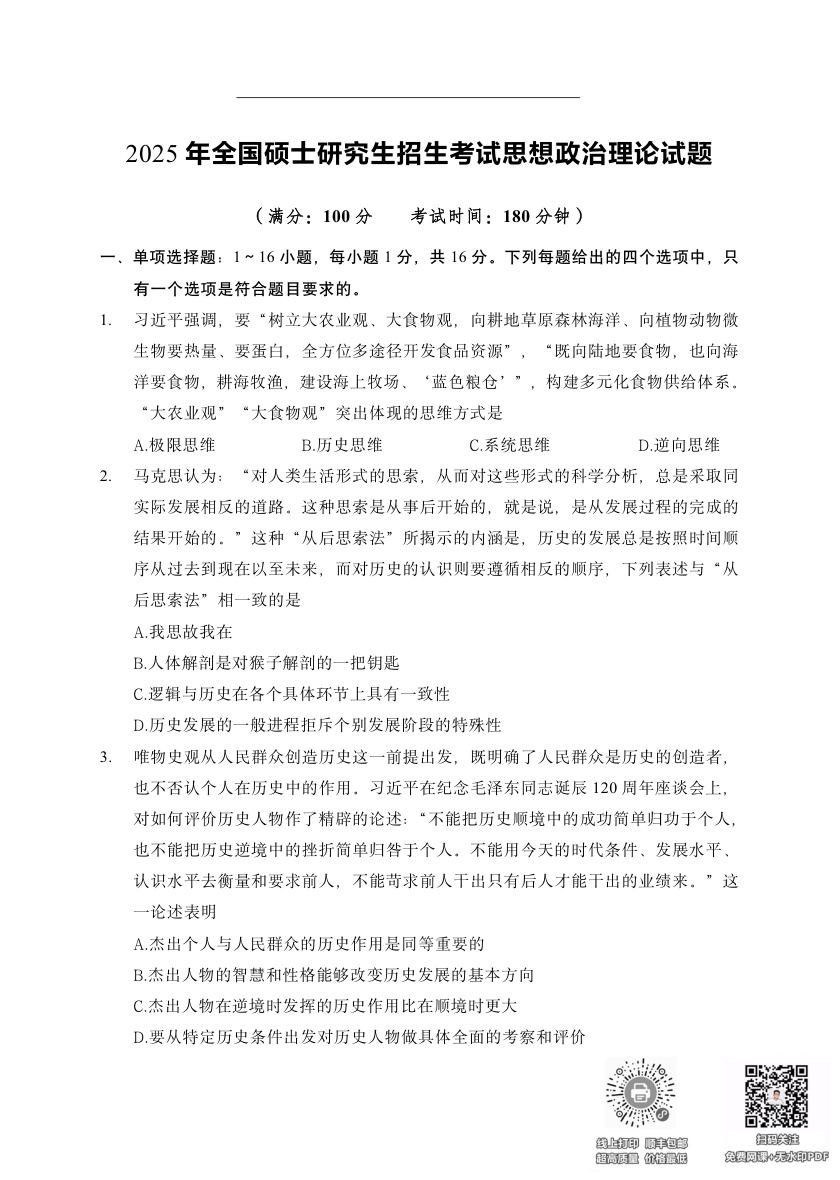 2025 年全国硕士研究生招生考试思想政治理论试题
（满分：100 分　　考试时间：180 分钟）
一、单项选择题：1～16 小题，每小题 1 分，共 16 分。下列每题给出的四个选项中，只
有一个选项是符合题目要求的。
1. 习近平强调，要“树立大农业观、大食物观，向耕地草原森林海洋、向植物动物微
生物要热量、要蛋白，全方位多途径开发食品资源”，“既向陆地要食物，也向海
洋要食物，耕海牧渔，建设海上牧场、‘蓝色粮仓’”，构建多元化食物供给体系。
“大农业观”“大食物观”突出体现的思维方式是
A.极限思维 B.历史思维 C.系统思维 D.逆向思维
2. 马克思认为：“对人类生活形式的思索，从而对这些形式的科学分析，总是采取同
实际发展相反的道路。这种思索是从事后开始的，就是说，是从发展过程的完成的
结果开始的。”这种“从后思索法”所揭示的内涵是，历史的发展总是按照时间顺
序从过去到现在以至未来，而对历史的认识则要遵循相反的顺序，下列表述与“从
后思索法”相一致的是
A.我思故我在
B.人体解剖是对猴子解剖的一把钥匙
C.逻辑与历史在各个具体环节上具有一致性
D.历史发展的一般进程拒斥个别发展阶段的特殊性
3. 唯物史观从人民群众创造历史这一前提出发，既明确了人民群众是历史的创造者，
也不否认个人在历史中的作用。习近平在纪念毛泽东同志诞辰 120 周年座谈会上，
对如何评价历史人物作了精辟的论述：“不能把历史顺境中的成功简单归功于个人，
也不能把历史逆境中的挫折简单归咎于个人。不能用今天的时代条件、发展水平、
认识水平去衡量和要求前人，不能苛求前人干出只有后人才能干出的业绩来。”这
一论述表明
A.杰出个人与人民群众的历史作用是同等重要的
B.杰出人物的智慧和性格能够改变历史发展的基本方向
C.杰出人物在逆境时发挥的历史作用比在顺境时更大
D.要从特定历史条件出发对历史人物做具体全面的考察和评价
线上打印 顺丰包邮
超高质量 价格最低
扫码关注
免费网课+无水印PDF